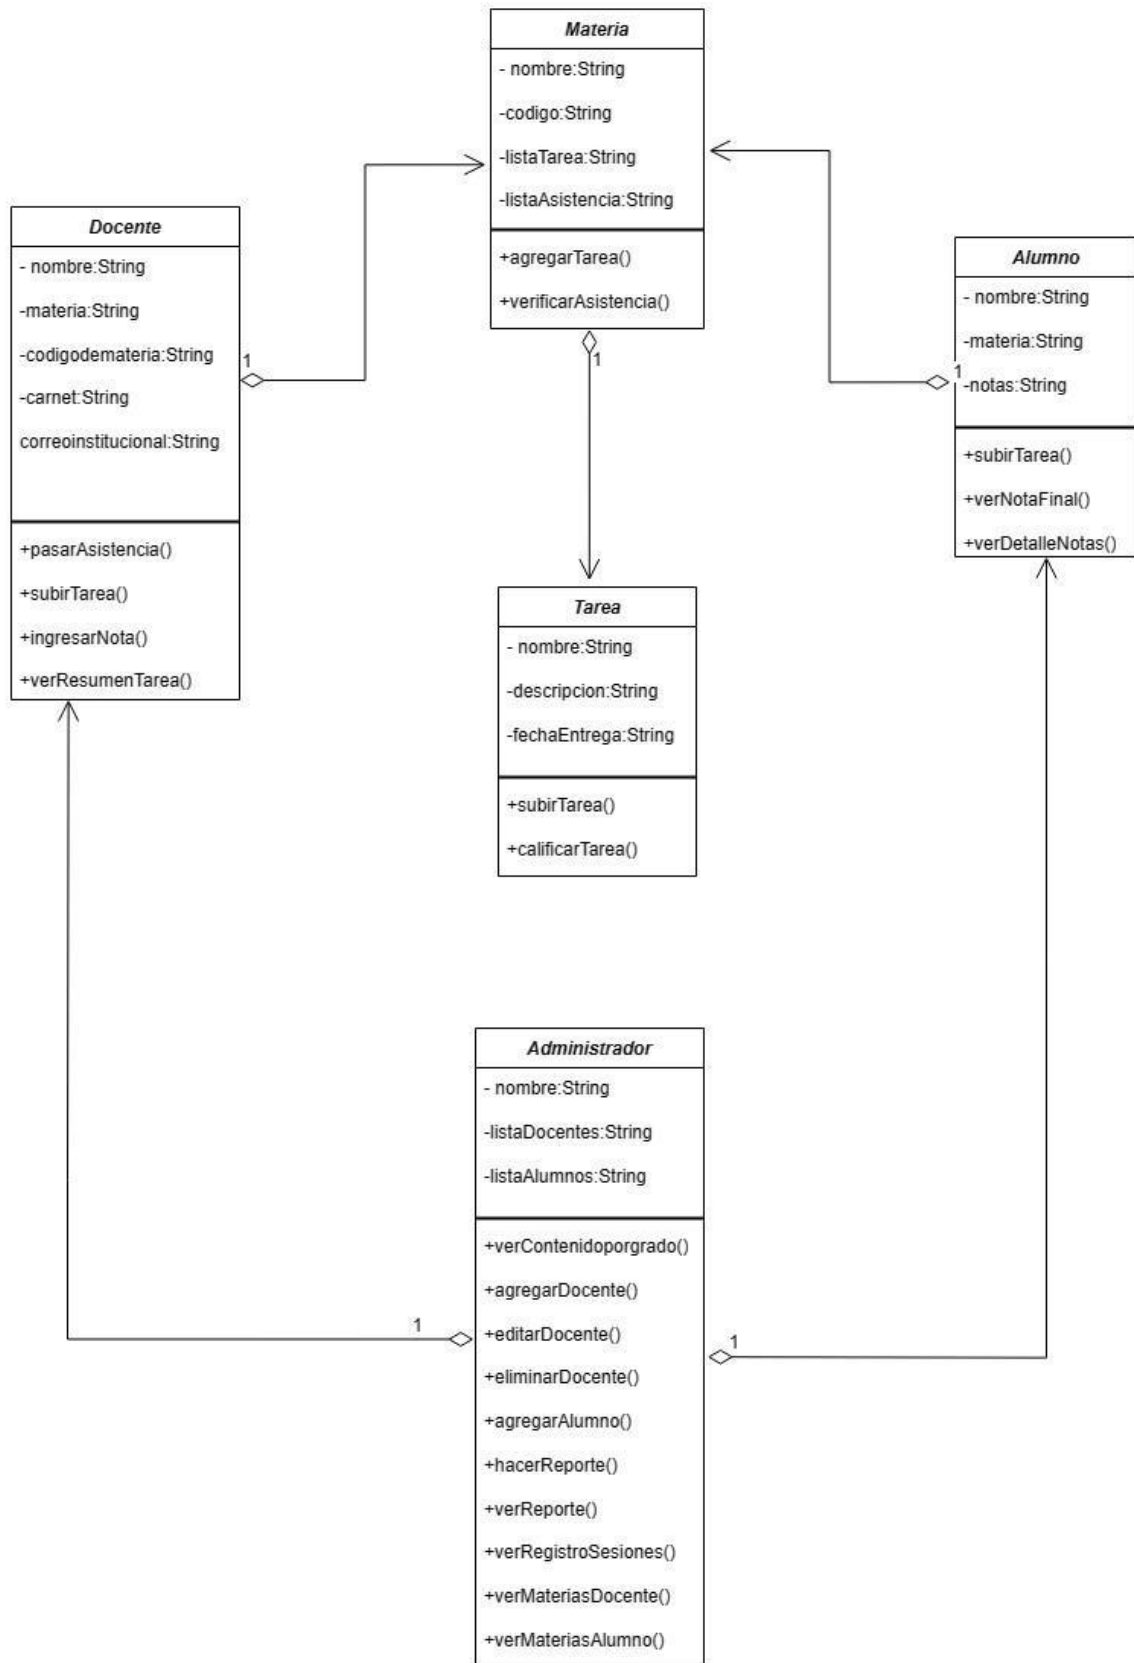 Materia
- nombre:String
-codigo:String
-listaTarea:String
-listaAsistencia:String
+agregarTarea()
+verificarAsistencia()
1
Docente
- nombre:String
-materia:String
-codigodemateria:String
-carnet:String
correoinstitucional:String
+pasarAsistencia()
+subirTarea()
+ingresarNota()
+verResumenTarea()
1
Alumno
- nombre:String
-materia:String
-notas:String
+subirTarea()
+verNotaFinal()
+verDetalleNotas()
1
Tarea
- nombre:String
-descripcion:String
-fechaEntrega:String
+subirTarea()
+calificarTarea()
Administrador
- nombre:String
-listaDocentes:String
-listaAlumnos:String
+verContenidoporgrado()
+agregarDocente()
+editarDocente()
+eliminarDocente()
+agregarAlumno()
+hacerReporte()
+verReporte()
+verRegistroSesiones()
+verMateriasDocente()
+verMateriasAlumno()
1
1